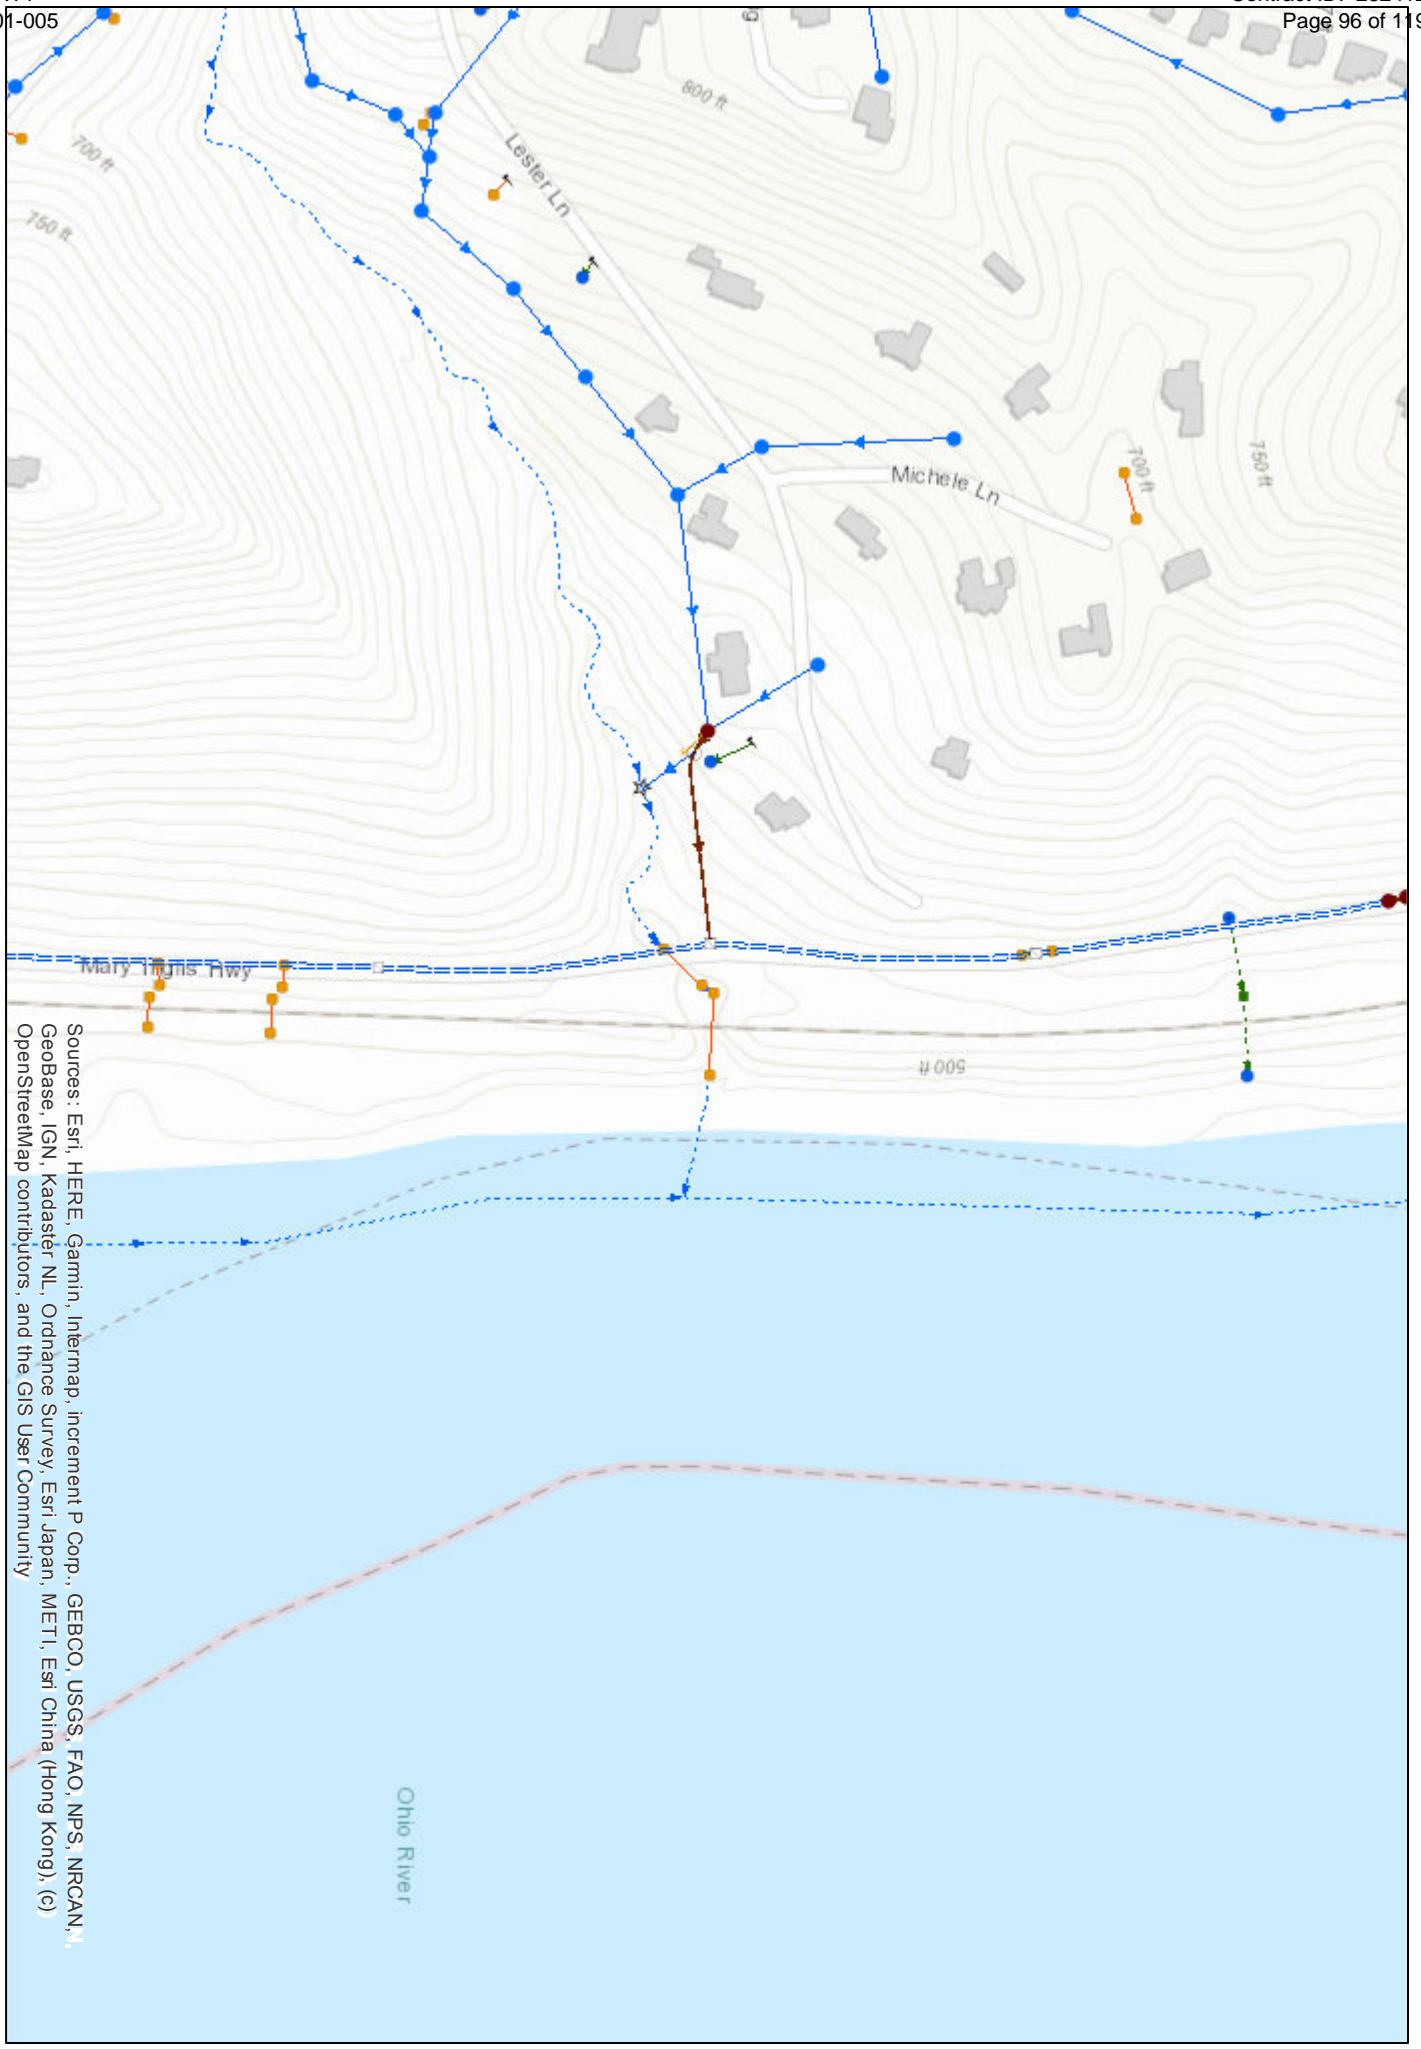 01-005
Page 96 of 119
800 ft
Lester Ln
700 ft
750 ft
Michele Ln
700 ft
750 ft
Mary Inglis Hwy
500 ft
Sources: Esri, HERE, Garmin, Intermap, increment P Corp., GEBCO, USGS, FAO, NPS, NRCAN,
GeoBase, IGN, Kadaster NL, Ordnance Survey, Esri Japan, METI, Esri China (Hong Kong), (c)
OpenStreetMap contributors, and the GIS User Community
Ohio River